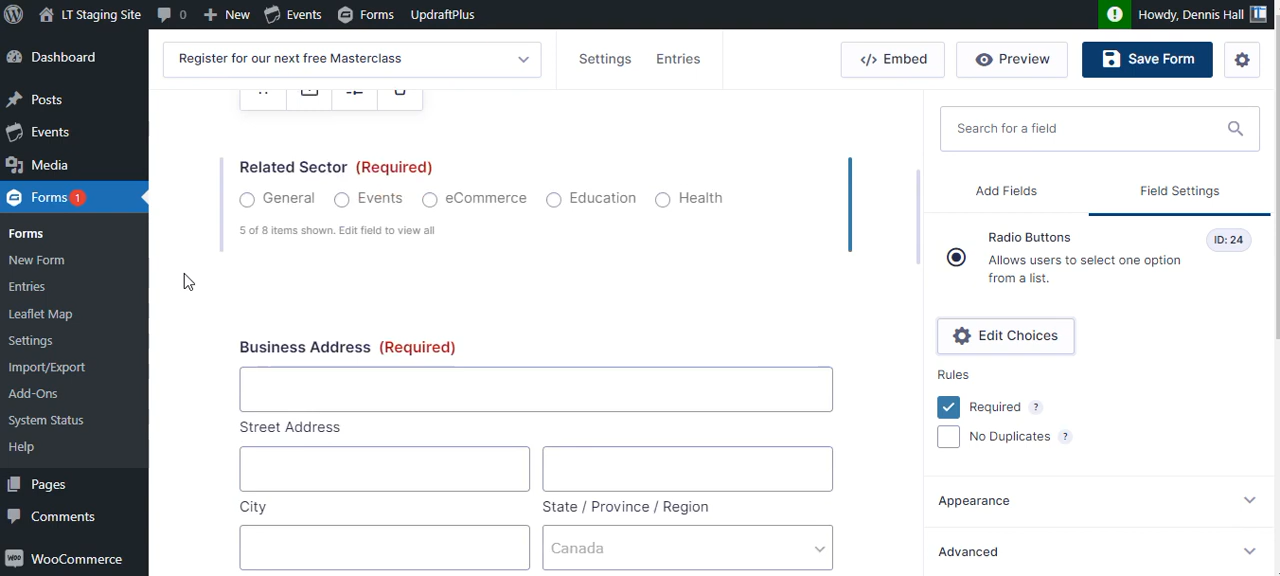 LT Staging Site
0
New
Events
Forms
UpdraftPlus
Howdy, Dennis Hall
Dashboard
Posts
Events
Media
Forms 1
Forms
New Form
Entries
Leaflet Map
Settings
Import/Export
Add-Ons
System Status
Help
Pages
Comments
WooCommerce
Register for our next free Masterclass
Settings
Entries
Embed
Preview
Save Form
Related Sector (Required)
General Events eCommerce Education Health
5 of 8 items shown. Edit field to view all
Business Address (Required)
Street Address
City
State / Province / Region
Canada
Search for a field
Add Fields
Field Settings
Radio Buttons
ID: 24
Allows users to select one option
from a list.
Edit Choices
Rules
Required ?
No Duplicates ?
Appearance
Advanced